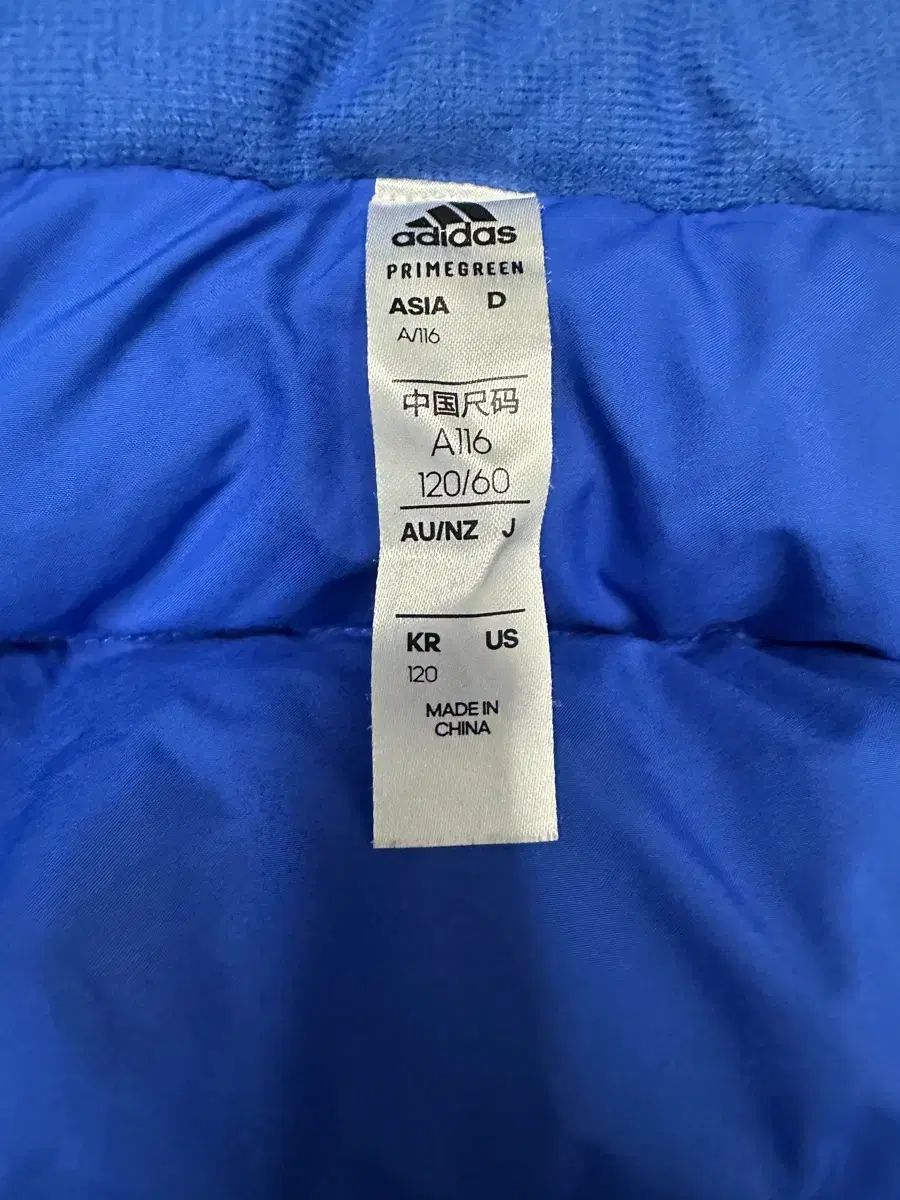 adidas
PRIMEGREEN
ASIA D
A/116
中国尺码
A116
120/60
AU/NZ J
KR US
120
MADE IN
CHINA